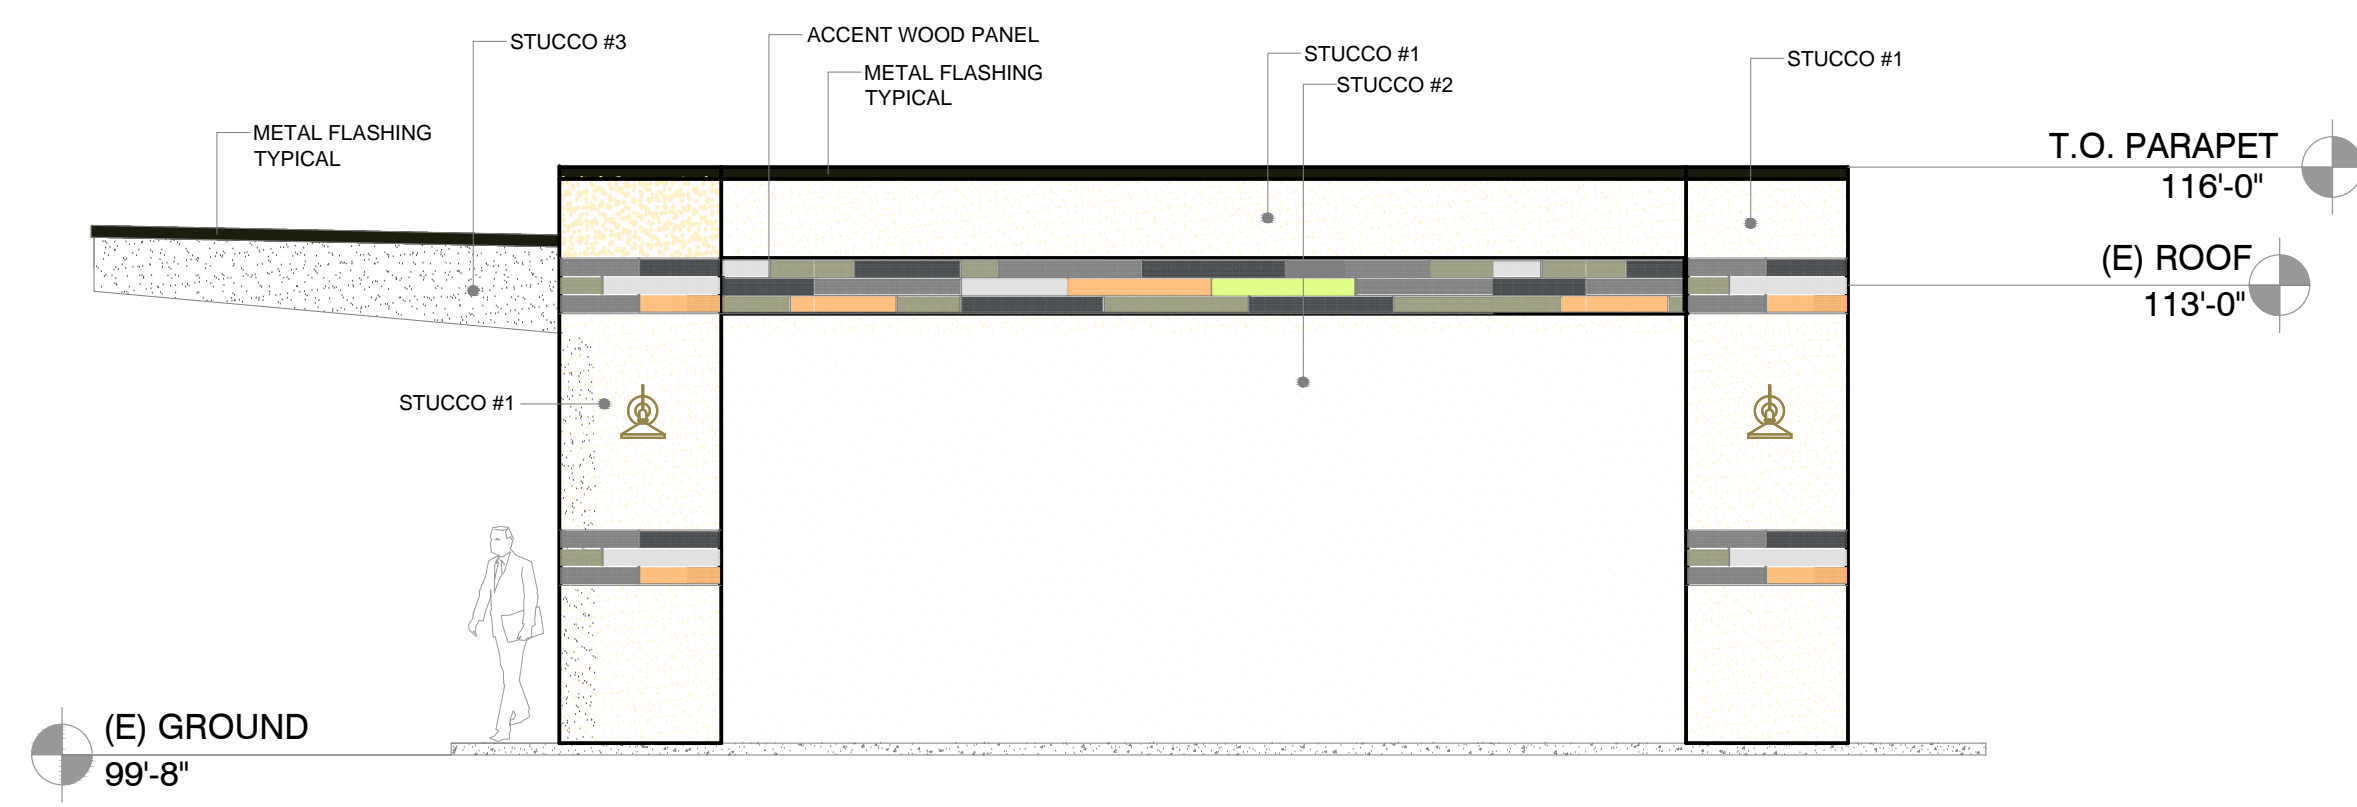 STUCCO #3
ACCENT WOOD PANEL
METAL FLASHING
TYPICAL
STUCCO #1
STUCCO #2
STUCCO #1
METAL FLASHING
TYPICAL
T.O. PARAPET
116'-0"
(E) ROOF
113'-0"
STUCCO #1
(E) GROUND
99'-8"